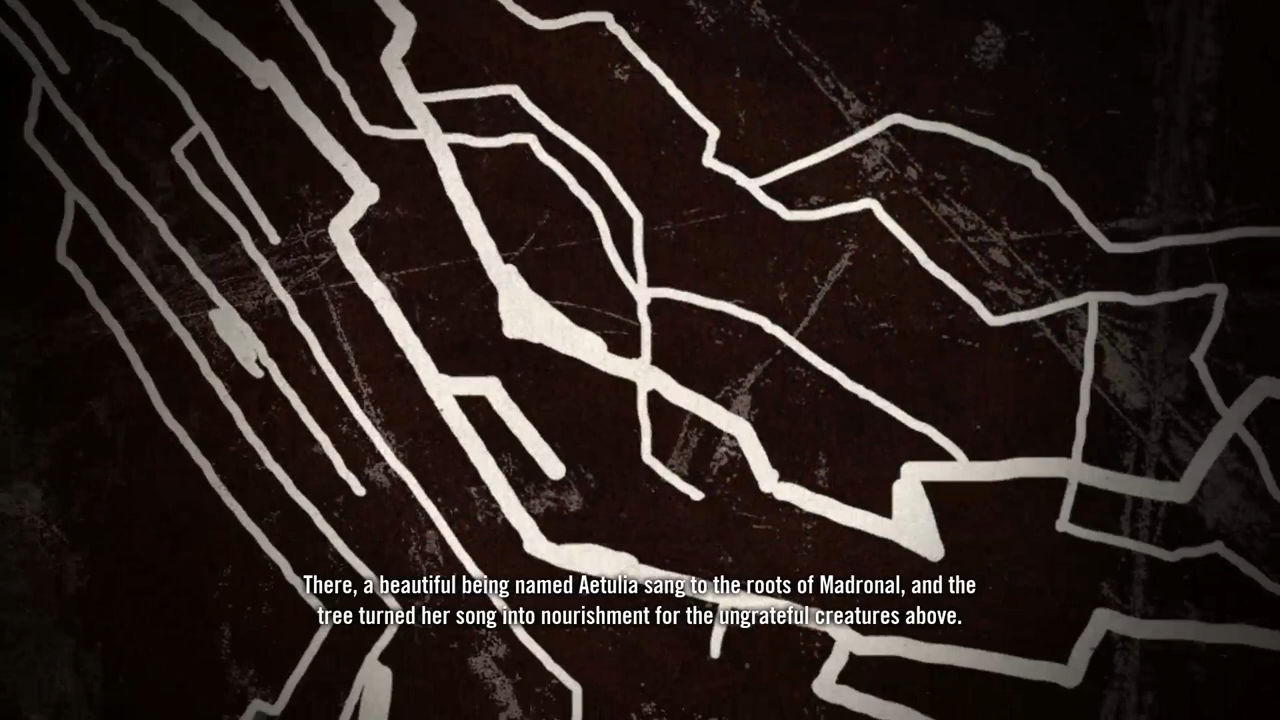 There, a beautiful being named Aetulia sang to the roots of Madronal, and the
tree turned her song into nourishment for the ungrateful creatures above.